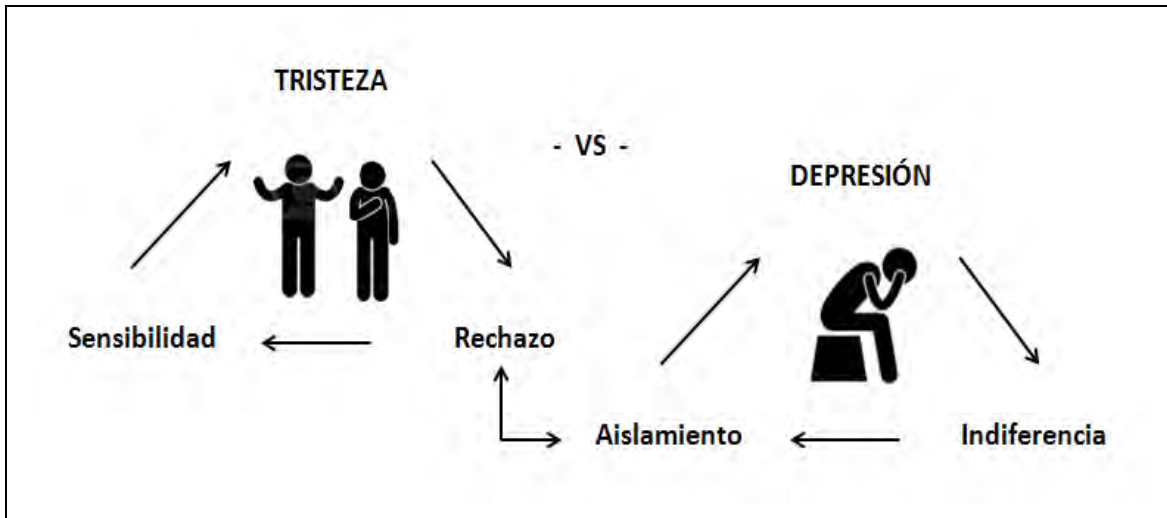 TRISTEZA
- VS -
DEPRESIÓN
Sensibilidad
Rechazo
Aislamiento
Indiferencia